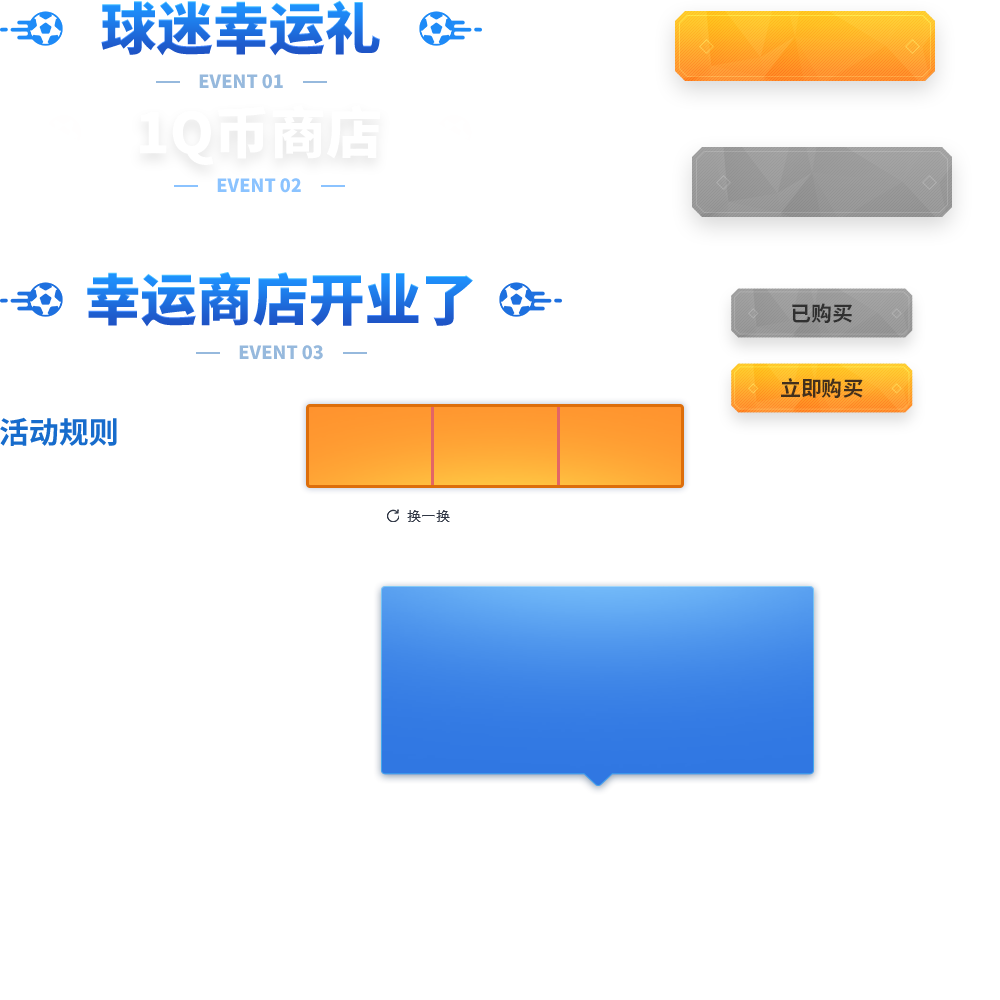 球迷幸运礼
EVENT 01
1Q币商店
EVENT 02
幸运商店开业了
EVENT 03
已购买
立即购买
活动规则
换一换